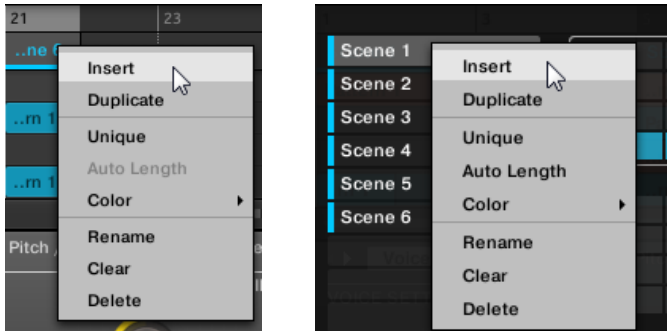 21 23
..ne 6
Insert
Duplicate
..rn 1
Unique
Auto Length
..rn 1
Color
Rename
Pitch /
Clear
Delete
Scene 1
Scene 2
Scene 3
Scene 4
Scene 5
Scene 6
Insert
Duplicate
Unique
Auto Length
Color
Rename
Clear
Delete
Voice